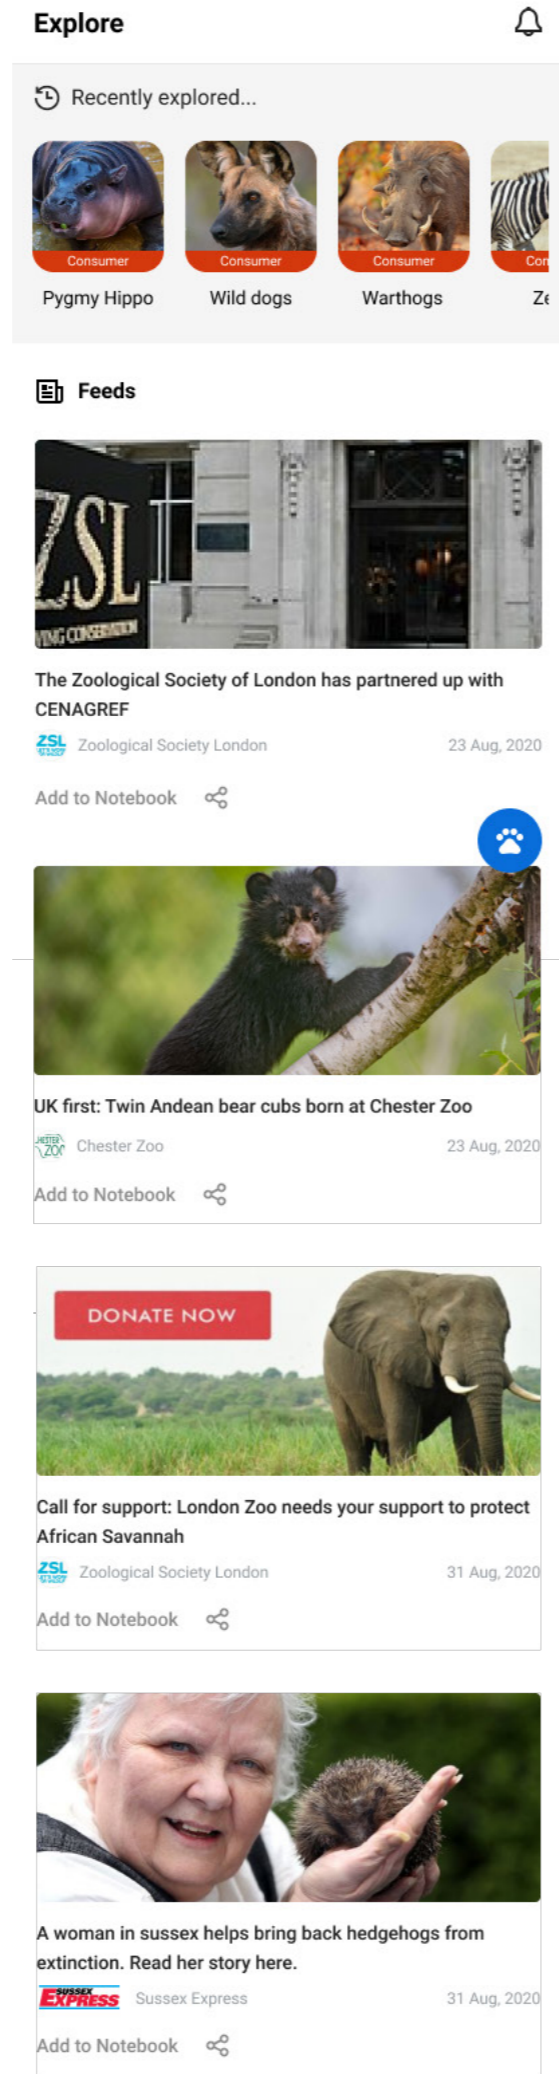 Explore
Recently explored...
Consumer
Consumer
Consumer
Con
Pygmy Hippo
Wild dogs
Warthogs
Ze
Feeds
ZSL
VING CONSERVATION
The Zoological Society of London has partnered up with
CENAGREF
ZSL
Zoological Society London
23 Aug, 2020
Add to Notebook
UK first: Twin Andean bear cubs born at Chester Zoo
Chester Zoo
23 Aug, 2020
Add to Notebook
DONATE NOW
Call for support: London Zoo needs your support to protect
African Savannah
ZSL
Zoological Society London
31 Aug, 2020
Add to Notebook
A woman in sussex helps bring back hedgehogs from
extinction. Read her story here.
SUSSEX
EXPRESS
Sussex Express
31 Aug, 2020
Add to Notebook